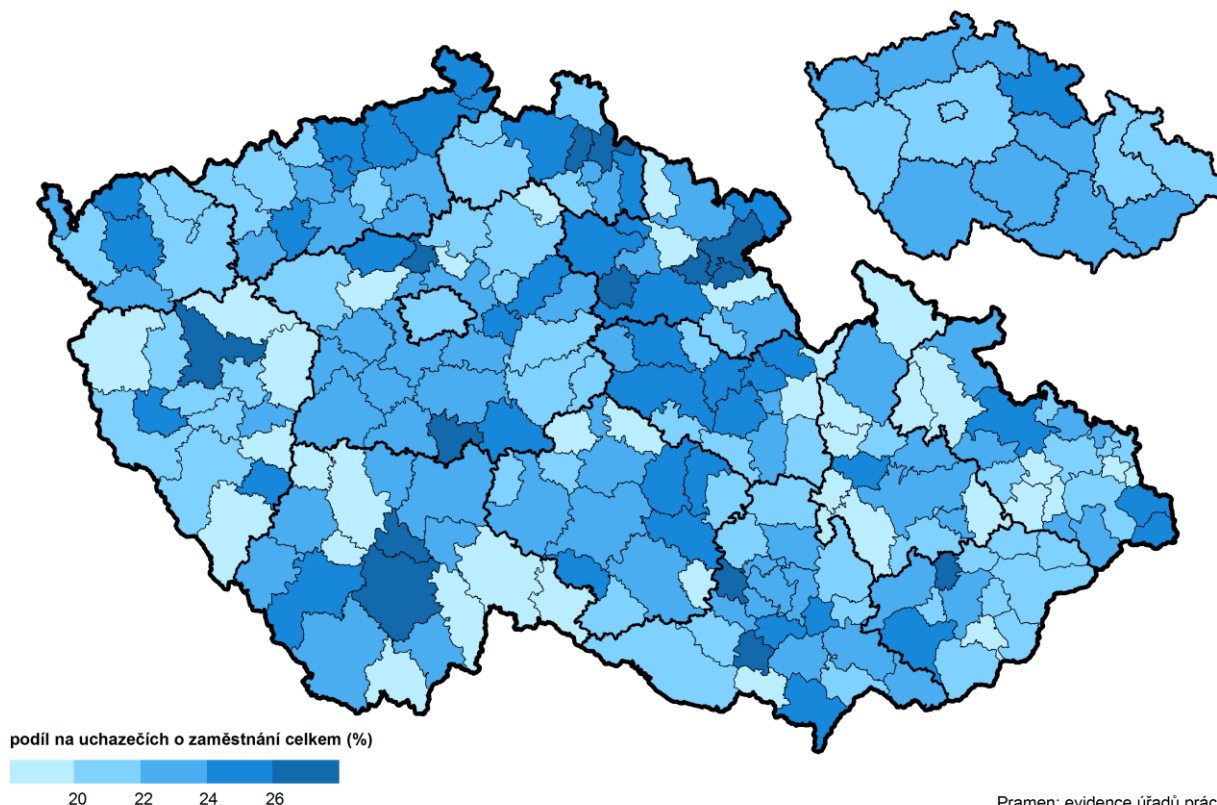 podíl na uchazečích o zaměstnání celkem (%)
20 22 24 26
Pramen: evidence úřadů prác